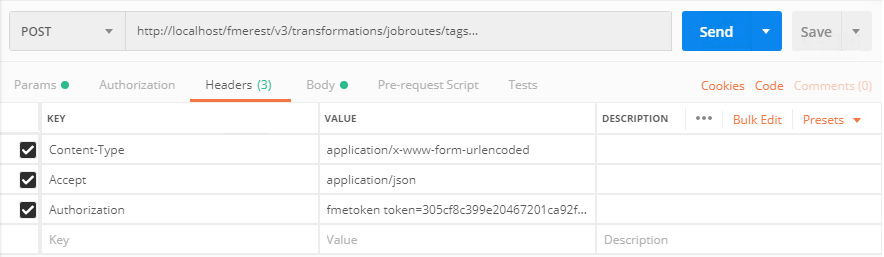 POST http://localhost/fmerest/v3/transformations/jobroutes/tags... Send Save
Params Authorization Headers (3) Body Pre-request Script Tests Cookies Code Comments (0)
KEY VALUE DESCRIPTION ••• Bulk Edit Presets
Content-Type application/x-www-form-urlencoded
Accept application/json
Authorization fmetoken token=305cf8c399e20467201ca92f...
Key Value Description